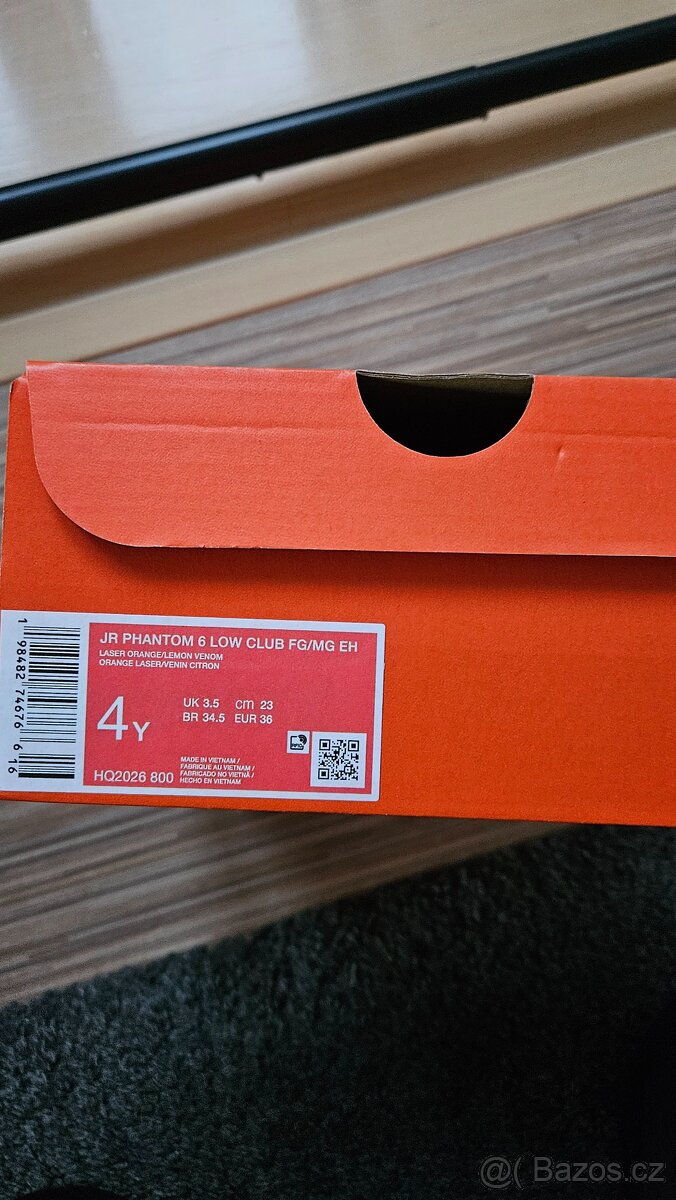 JR PHANTOM 6 LOW CLUB FG/MG EH
LASER ORANGE/LEMON VENOM
ORANGE LASER/VENIN CITRON
4Y
UK 3.5 cm 23
BR 34.5 EUR 36
HQ2026 800
MADE IN VIETNAM /
FABRIQUE AU VIETNAM /
FABRICADO NO VIETNÃ /
HECHO EN VIETNAM
1 98482 74676 6 16
@( Bazos.cz